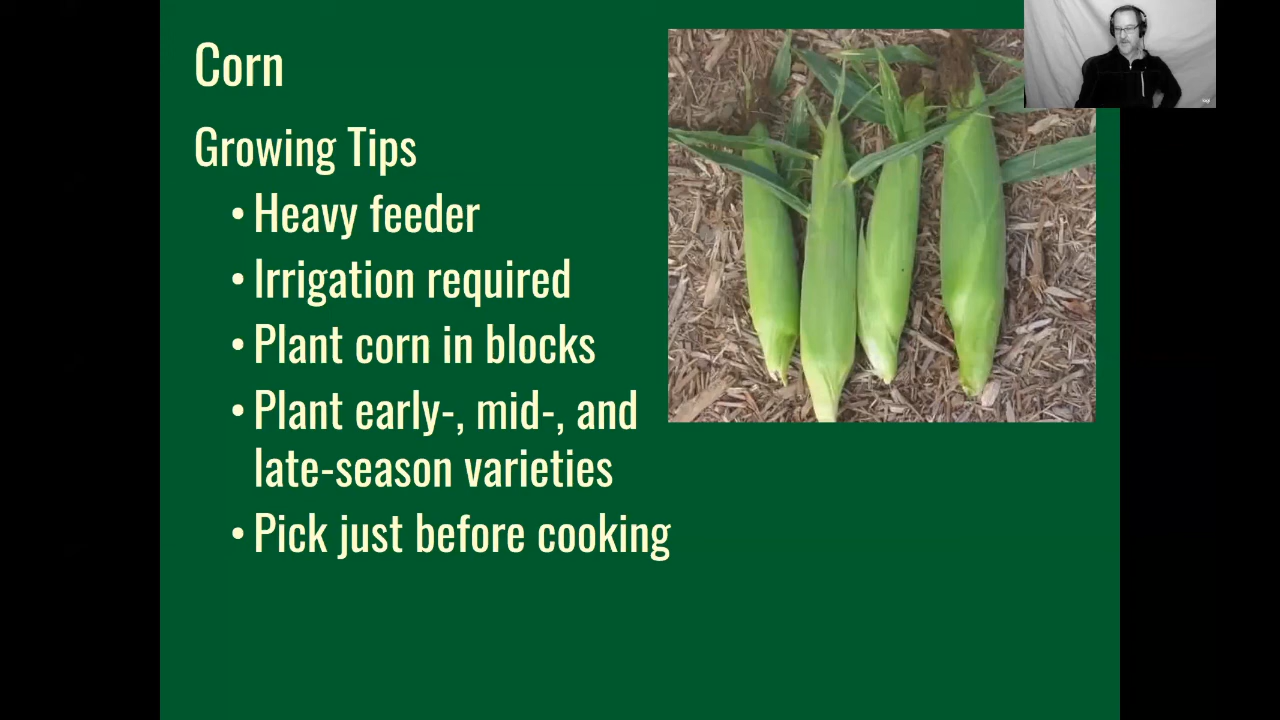 Corn
Growing Tips
• Heavy feeder
• Irrigation required
• Plant corn in blocks
• Plant early-, mid-, and
late-season varieties
• Pick just before cooking